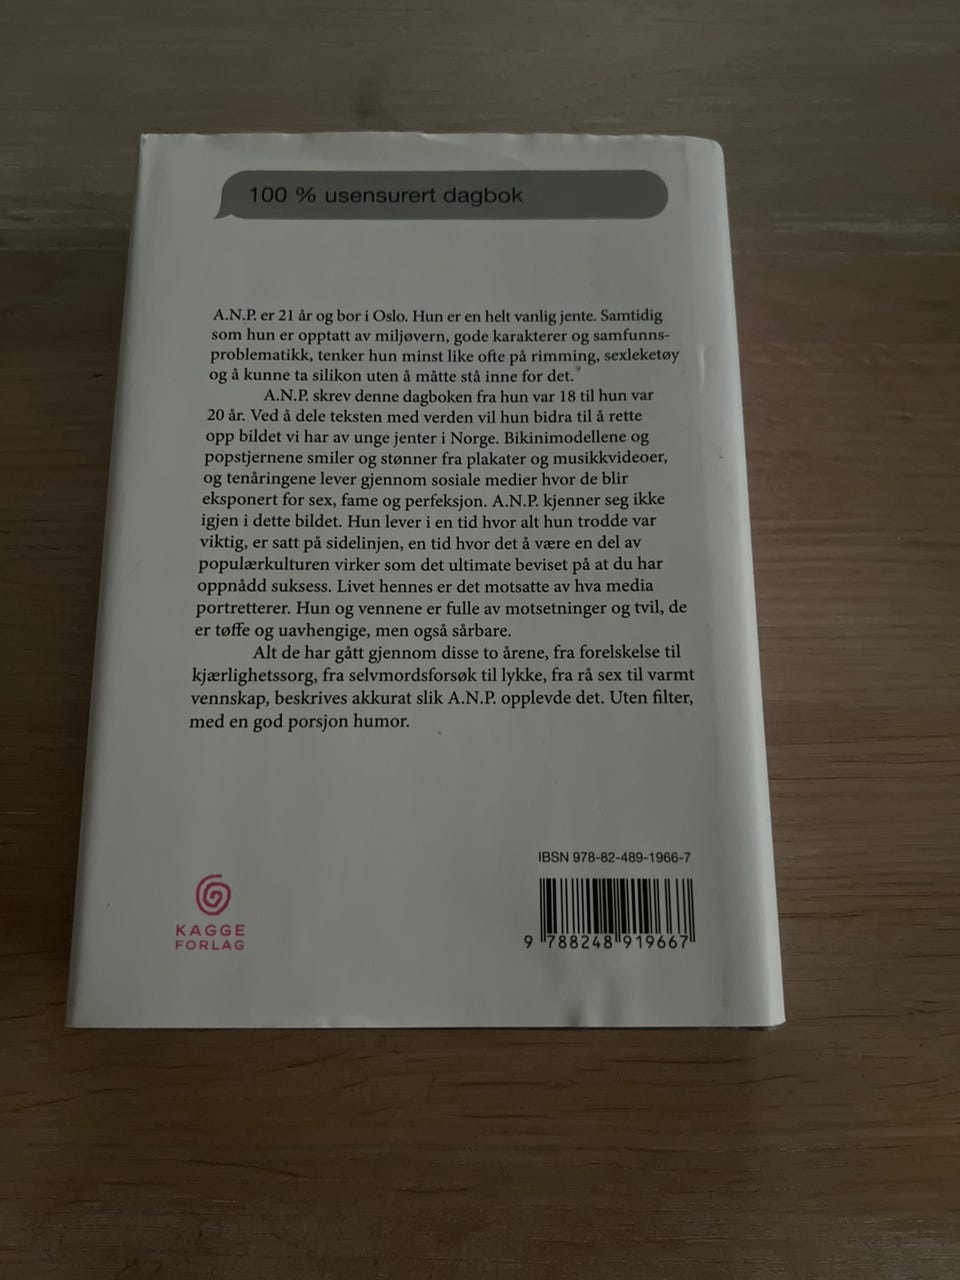 100 % usensurert dagbok
A.N.P. er 21 år og bor i Oslo. Hun er en helt vanlig jente. Samtidig
som hun er opptatt av miljøvern, gode karakterer og samfunns-
problematikk, tenker hun minst like ofte på rimming, sexleketøy
og å kunne ta silikon uten å måtte stå inne for det.
A.N.P. skrev denne dagboken fra hun var 18 til hun var
20 år. Ved å dele teksten med verden vil hun bidra til å rette
opp bildet vi har av unge jenter i Norge. Bikinimodellene og
popstjernene smiler og stønner fra plakater og musikkvideoer,
og tenåringene lever gjennom sosiale medier hvor de blir
eksponert for sex, fame og perfeksjon. A.N.P. kjenner seg ikke
igjen i dette bildet. Hun lever i en tid hvor alt hun trodde var
viktig, er satt på sidelinjen, en tid hvor det å være en del av
populærkulturen virker som det ultimate beviset på at du har
oppnådd suksess. Livet hennes er det motsatte av hva media
portretterer. Hun og vennene er fulle av motsetninger og tvil, de
er tøffe og uavhengige, men også sårbare.
Alt de har gått gjennom disse to årene, fra forelskelse til
kjærlighetssorg, fra selvmordsforsøk til lykke, fra rå sex til varmt
vennskap, beskrives akkurat slik A.N.P. opplevde det. Uten filter,
med en god porsjon humor.
IBSN 978-82-489-1966-7
9 788248 919667
KAGGE
FORLAG